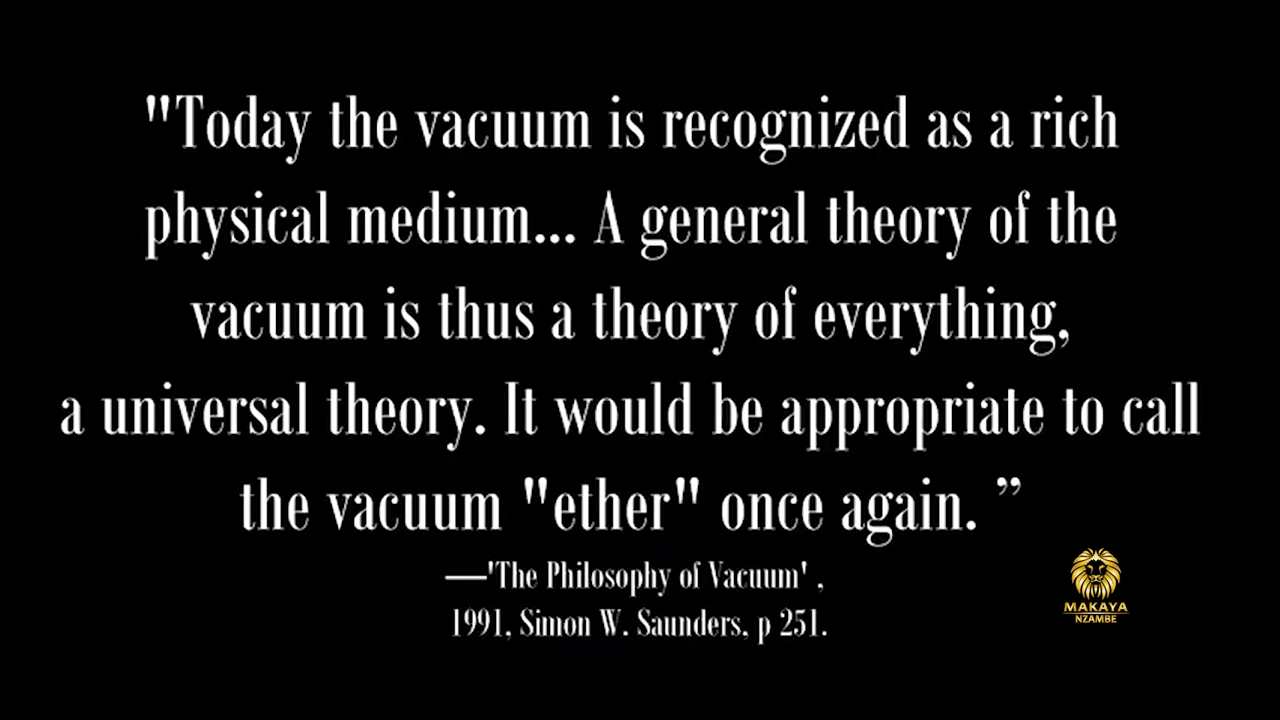 "Today the vacuum is recognized as a rich
physical medium... A general theory of the
vacuum is thus a theory of everything,
a universal theory. It would be appropriate to call
the vacuum "ether" once again. ”
—'The Philosophy of Vacuum' ,
1991, Simon W. Saunders, p 251.
MAKAYA
NZAMBE